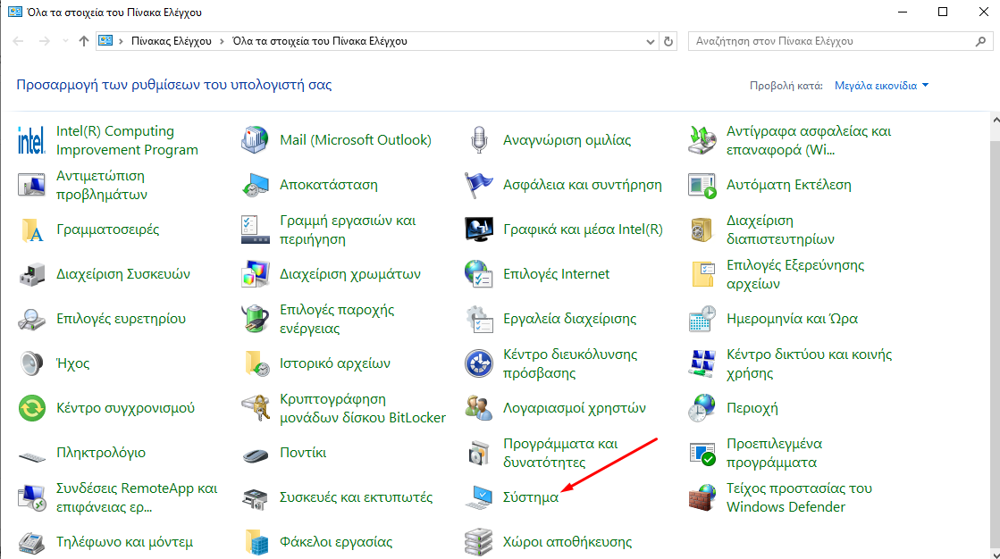 Όλα τα στοιχεία του Πίνακα Ελέγχου
Πίνακας Ελέγχου
Όλα τα στοιχεία του Πίνακα Ελέγχου
Αναζήτηση στον Πίνακα Ελέγχου
Προσαρμογή των ρυθμίσεων του υπολογιστή σας
Προβολή κατά:
Μεγάλα εικονίδια
intel
Intel(R) Computing
Improvement Program
Mail (Microsoft Outlook)
Αναγνώριση ομιλίας
Αντίγραφα ασφαλείας και
επαναφορά (Wi...
Αντιμετώπιση
προβλημάτων
Αποκατάσταση
Ασφάλεια και συντήρηση
Αυτόματη Εκτέλεση
Γραμματοσειρές
Γραμμή εργασιών και
περιήγηση
Γραφικά και μέσα Intel(R)
Διαχείριση
διαπιστευτηρίων
Διαχείριση Συσκευών
Διαχείριση χρωμάτων
Επιλογές Internet
Επιλογές Εξερεύνησης
αρχείων
Επιλογές ευρετηρίου
Επιλογές παροχής
ενέργειας
Εργαλεία διαχείρισης
Ημερομηνία και Ώρα
Ήχος
Ιστορικό αρχείων
Κέντρο διευκόλυνσης
πρόσβασης
Κέντρο δικτύου και κοινής
χρήσης
Κέντρο συγχρονισμού
Κρυπτογράφηση
μονάδων δίσκου BitLocker
Λογαριασμοί χρηστών
Περιοχή
Πληκτρολόγιο
Ποντίκι
Προγράμματα και
δυνατότητες
Προεπιλεγμένα
προγράμματα
Συνδέσεις RemoteApp και
επιφάνειας ερ...
Συσκευές και εκτυπωτές
Σύστημα
Τείχος προστασίας του
Windows Defender
Τηλέφωνο και μόντεμ
Φάκελοι εργασίας
Χώροι αποθήκευσης